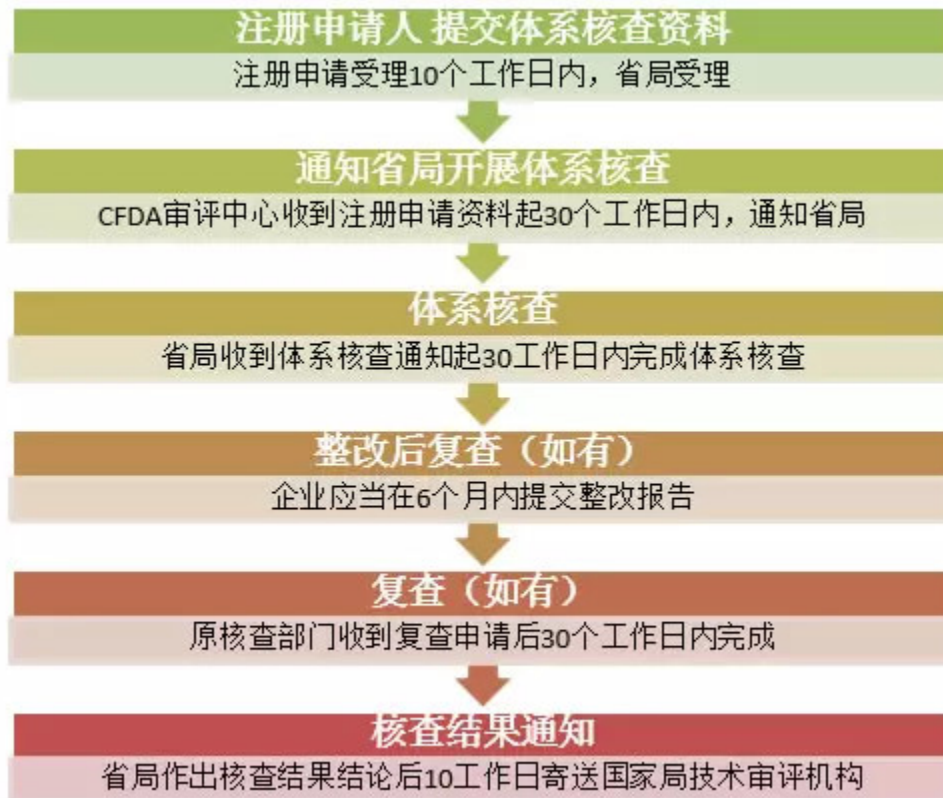 注册申请人 提交体系核查资料
注册申请受理10个工作日内，省局受理
通知省局开展体系核查
CFDA审评中心收到注册申请资料起30个工作日内，通知省局
体系核查
省局收到体系核查通知起30工作日内完成体系核查
整改后复查（如有）
企业应当在6个月内提交整改报告
复查（如有）
原核查部门收到复查申请后30个工作日内完成
核查结果通知
省局作出核查结果结论后10工作日寄送国家局技术审评机构